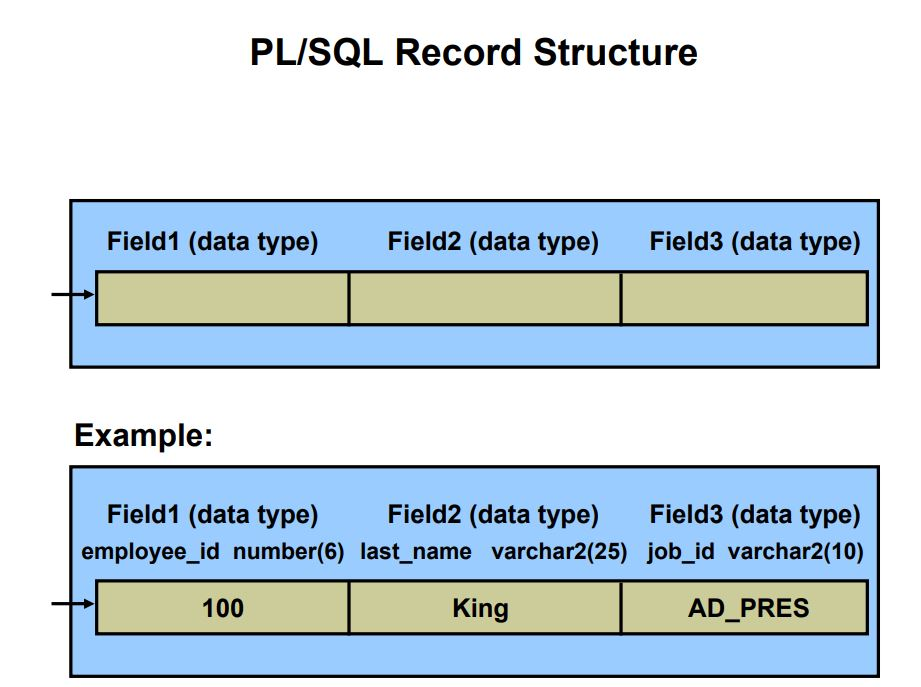 PL/SQL Record Structure
Field1 (data type) Field2 (data type) Field3 (data type)
Example:
Field1 (data type) Field2 (data type) Field3 (data type)
employee_id number(6) last_name varchar2(25) job_id varchar2(10)
100 King AD_PRES